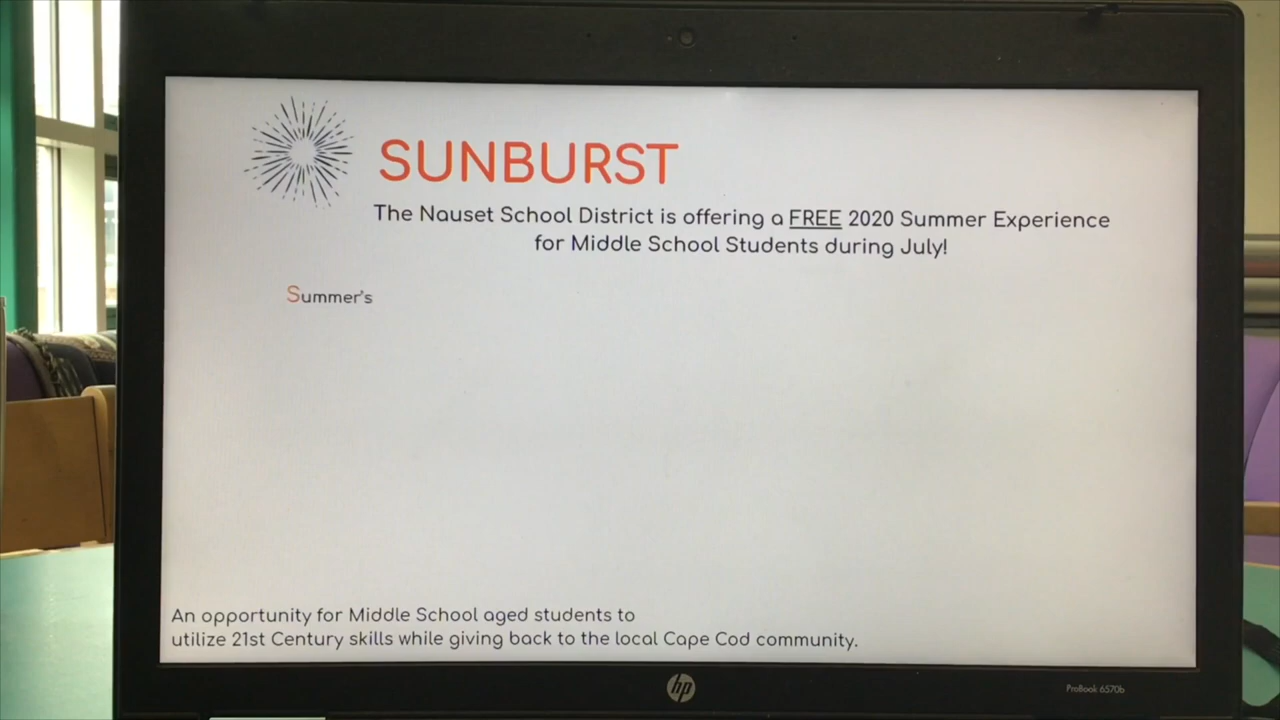 SUNBURST
The Nauset School District is offering a FREE 2020 Summer Experience
for Middle School Students during July!
Summer's
An opportunity for Middle School aged students to
utilize 21st Century skills while giving back to the local Cape Cod community.
hp
ProBook 6570b